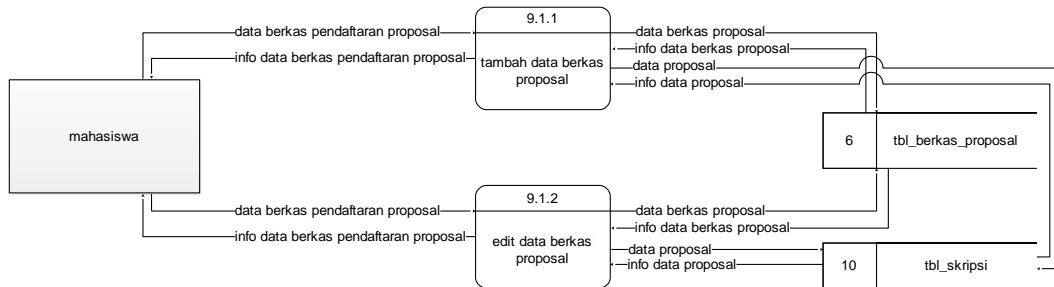 9.1.1
data berkas pendaftaran proposal
data berkas proposal
info data berkas proposal
info data berkas pendaftaran proposal
tambah data berkas
proposal
data proposal
info data proposal
mahasiswa
6
tbl_berkas_proposal
9.1.2
data berkas pendaftaran proposal
data berkas proposal
info data berkas proposal
info data berkas pendaftaran proposal
edit data berkas
proposal
data proposal
info data proposal
10
tbl_skripsi